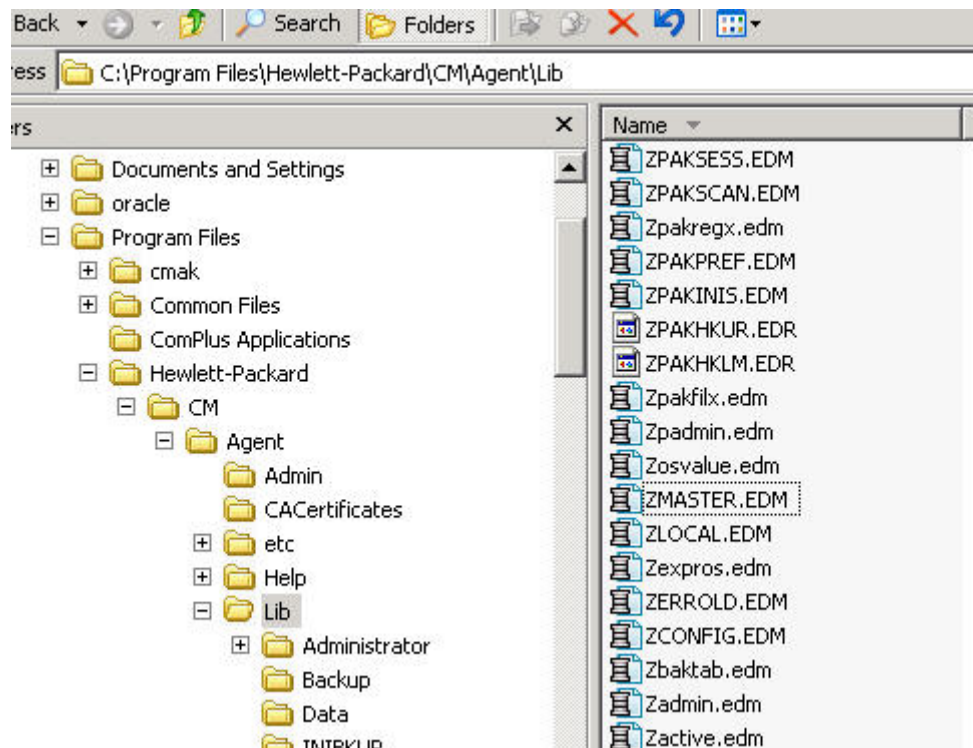 Back Search Folders
ess C:\Program Files\Hewlett-Packard\CM\Agent\Lib
rs
Documents and Settings
oracle
Program Files
cmak
Common Files
ComPlus Applications
Hewlett-Packard
CM
Agent
Admin
CACertificates
etc
Help
Lib
Administrator
Backup
Data
Name
ZPAKSESS.EDM
ZPAKSCAN.EDM
Zpakregx.edm
ZPAKPREF.EDM
ZPAKINIS.EDM
ZPAKHKUR.EDR
ZPAKHKLM.EDR
Zpakfilx.edm
Zpadmin.edm
Zosvalue.edm
ZMASTER.EDM
ZLOCAL.EDM
Zexpros.edm
ZERROLD.EDM
ZCONFIG.EDM
Zbaktab.edm
Zadmin.edm
Zactive.edm